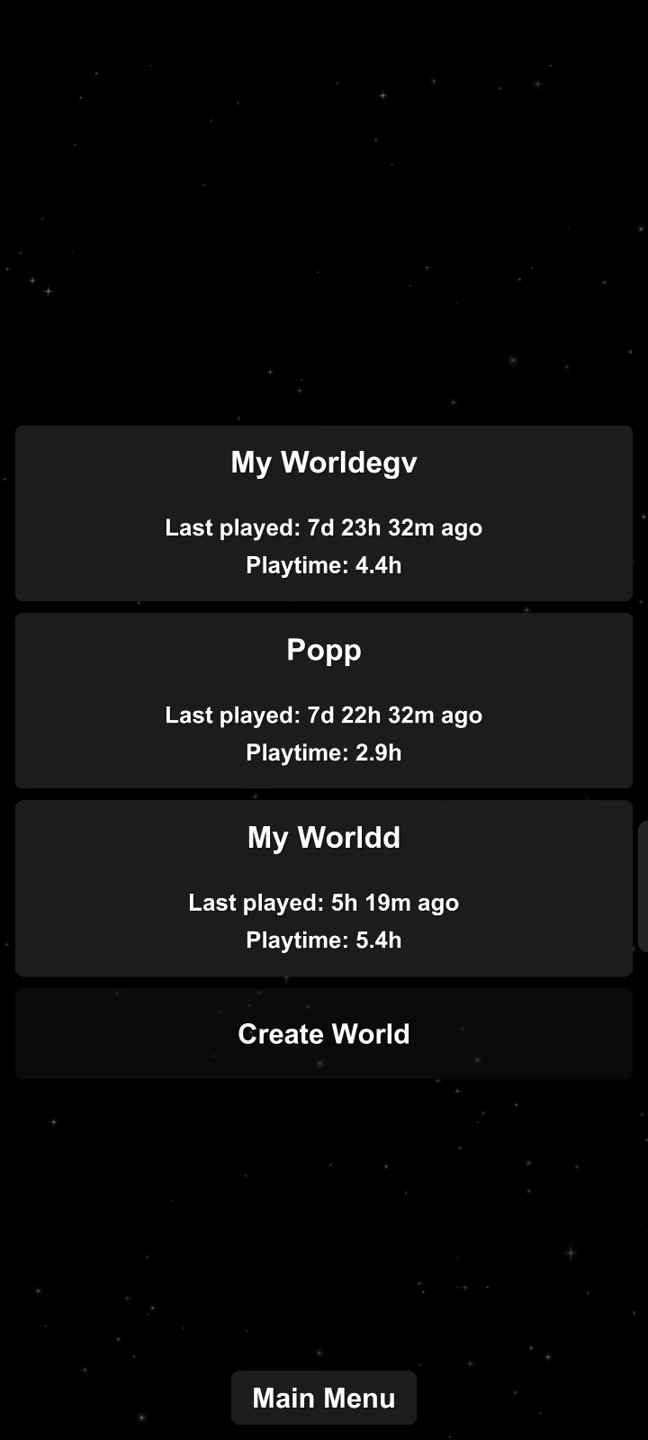 My Worldegv
Last played: 7d 23h 32m ago
Playtime: 4.4h
Popp
Last played: 7d 22h 32m ago
Playtime: 2.9h
My Worldd
Last played: 5h 19m ago
Playtime: 5.4h
Create World
Main Menu